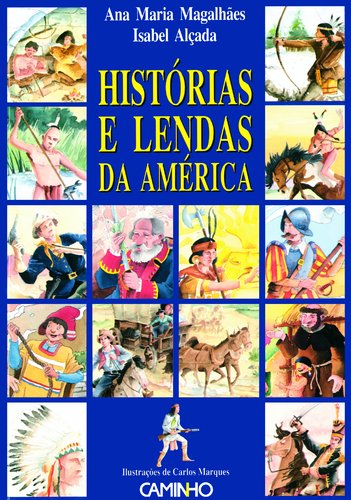 Ana Maria Magalhães
Isabel Alçada
HISTÓRIAS
E LENDAS
DA AMÉRICA
Ilustrações de Carlos Marques
CAMINHO